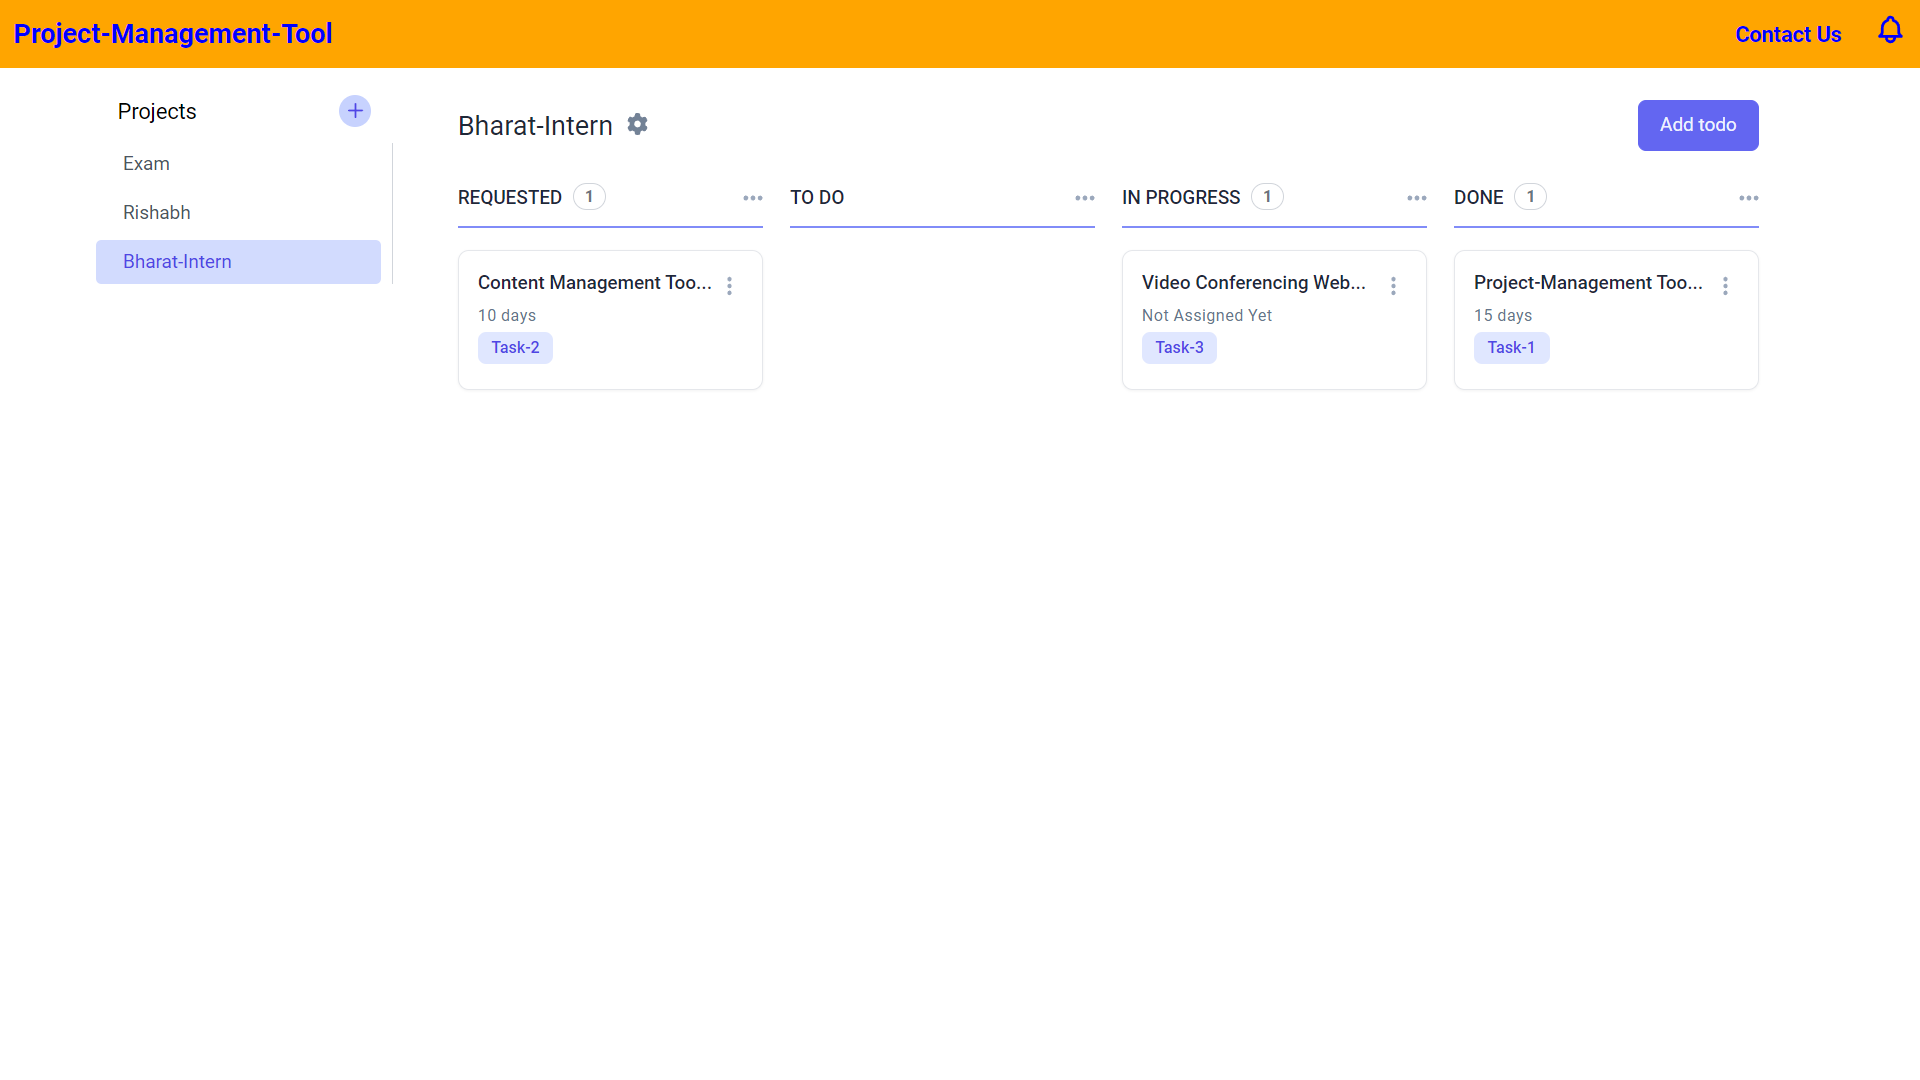 Project-Management-Tool
Contact Us
Projects
Exam
Rishabh
Bharat-Intern
Bharat-Intern
Add todo
REQUESTED 1
TO DO
IN PROGRESS 1
DONE 1
Content Management Too...
10 days
Task-2
Video Conferencing Web...
Not Assigned Yet
Task-3
Project-Management Too...
15 days
Task-1